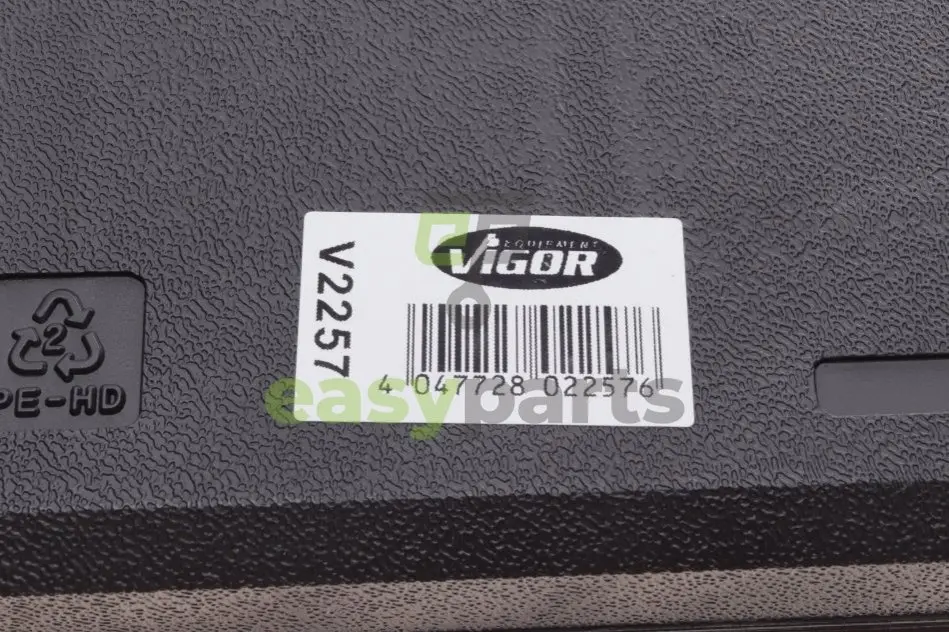 V2257
EQUIPMENT
VIGOR
4 047728 022576
easyparts
2
PE-HD